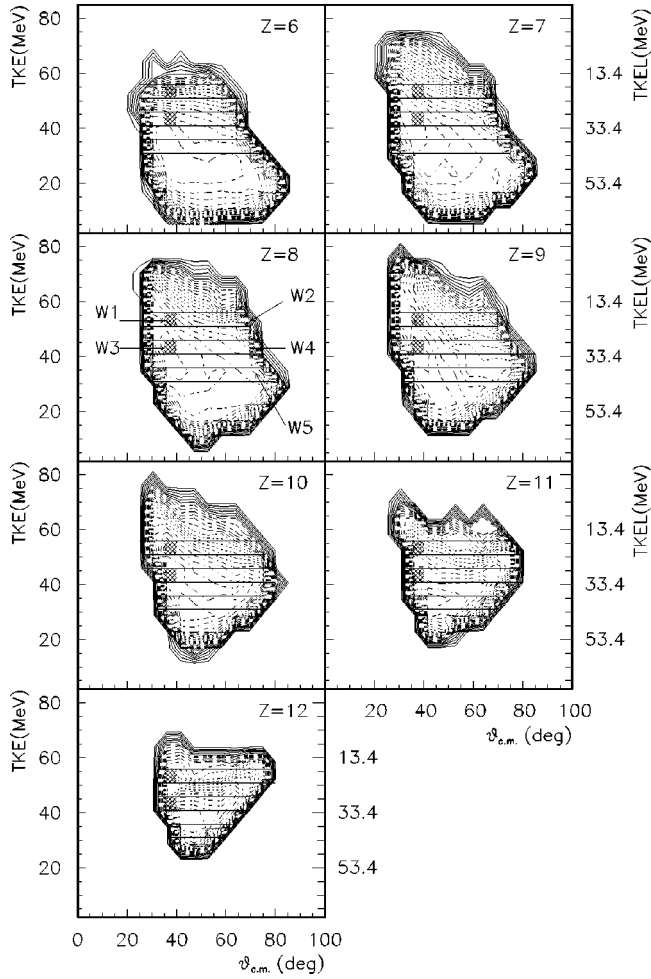 TKE(MeV)
80
60
40
20
Z=6
Z=7
TKEL(MeV)
13.4
33.4
53.4
TKE(MeV)
80
60
40
20
Z=8
W1
W2
W3
W4
W5
Z=9
TKEL(MeV)
13.4
33.4
53.4
TKE(MeV)
80
60
40
20
Z=10
Z=11
TKEL(MeV)
13.4
33.4
53.4
20 40 60 80 100
ϑc.m. (deg)
TKE(MeV)
80
60
40
20
Z=12
13.4
33.4
53.4
0 20 40 60 80 100
ϑc.m. (deg)